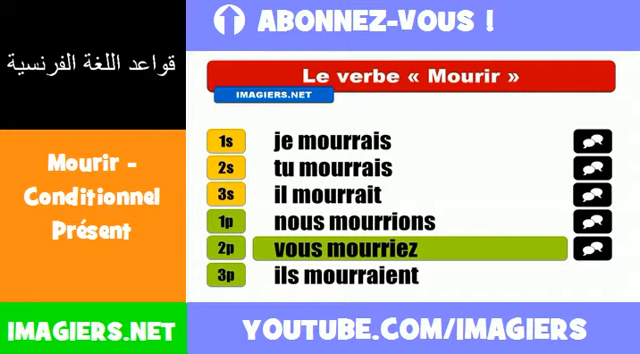 قواعد اللغة الفرنسية
Mourir -
Conditionnel
Présent
IMAGIERS.NET
ABONNEZ-VOUS !
Le verbe « Mourir »
IMAGIERS.NET
1s je mourrais
2s tu mourrais
3s il mourrait
1p nous mourrions
2p vous mourriez
3p ils mourraient
YOUTUBE.COM/IMAGIERS